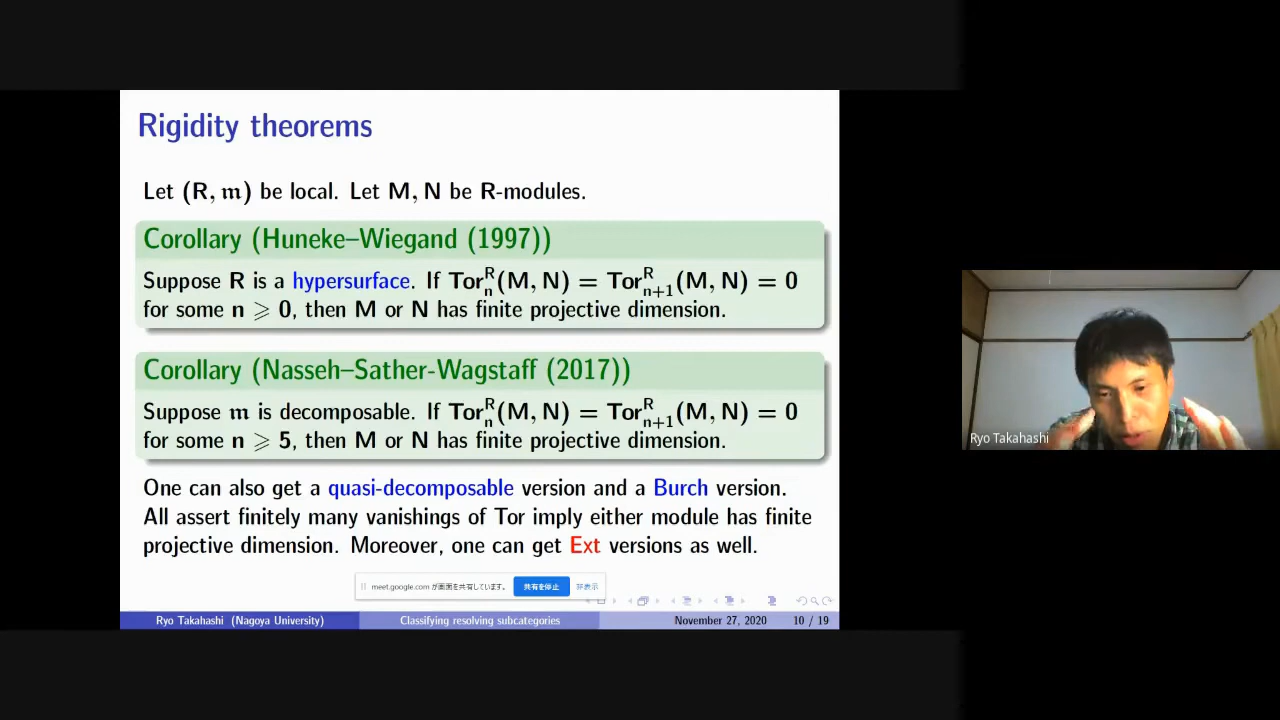 Rigidity theorems
Let (R, 𝔪) be local. Let M, N be R-modules.
Corollary (Huneke–Wiegand (1997))
Suppose R is a hypersurface. If Tor^R_n(M, N) = Tor^R_{n+1}(M, N) = 0
for some n ⩾ 0, then M or N has finite projective dimension.
Corollary (Nasseh–Sather-Wagstaff (2017))
Suppose 𝔪 is decomposable. If Tor^R_n(M, N) = Tor^R_{n+1}(M, N) = 0
for some n ⩾ 5, then M or N has finite projective dimension.
One can also get a quasi-decomposable version and a Burch version.
All assert finitely many vanishings of Tor imply either module has finite
projective dimension. Moreover, one can get Ext versions as well.
meet.google.com が画面を共有しています。 共有を停止 非表示
Ryo Takahashi (Nagoya University) Classifying resolving subcategories November 27, 2020 10 / 19
Ryo Takahashi